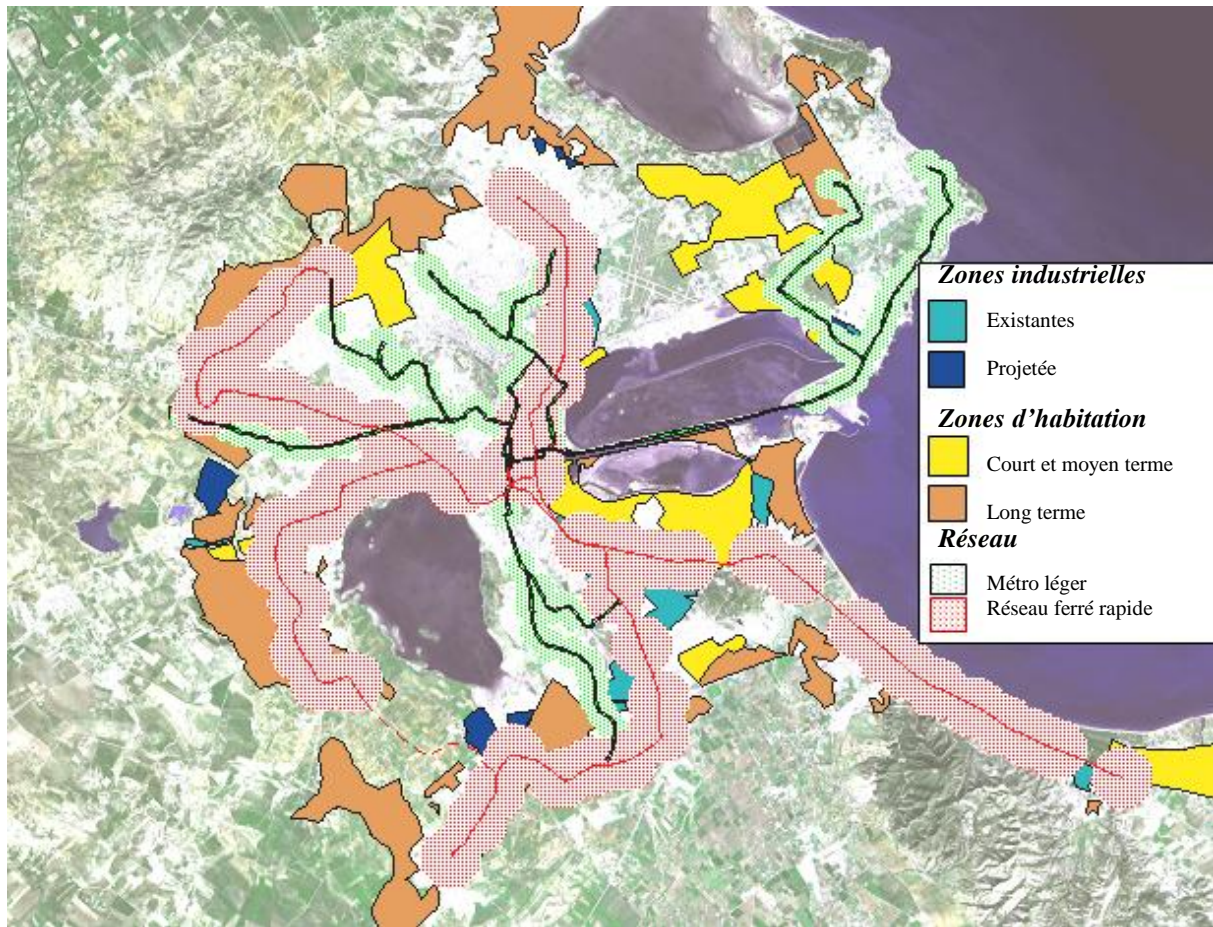 Zones industrielles
Existantes
Projetée
Zones d'habitation
Court et moyen terme
Long terme
Réseau
Métro léger
Réseau ferré rapide